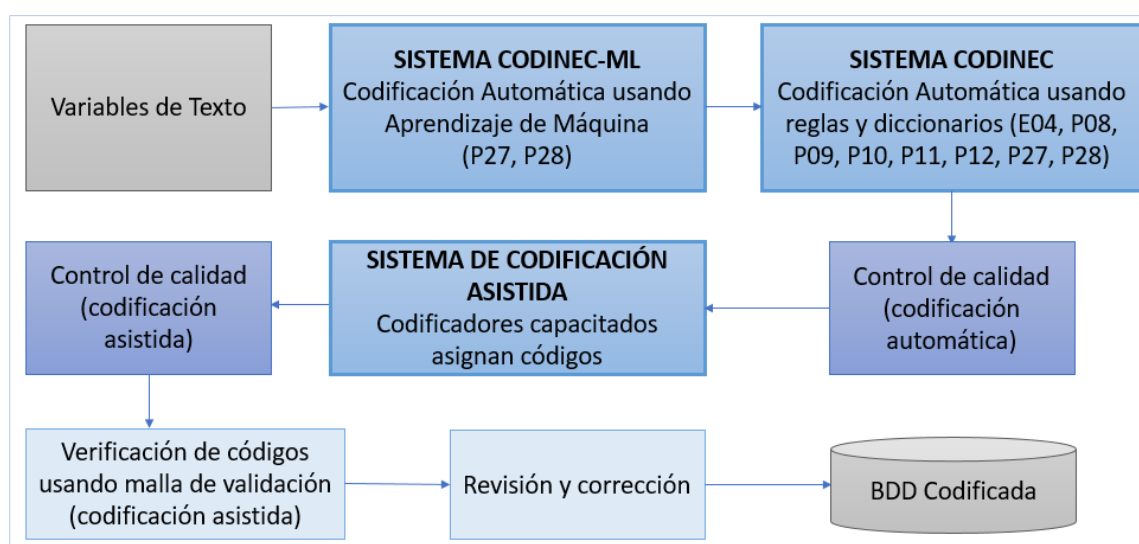 Variables de Texto
SISTEMA CODINEC-ML
Codificación Automática usando
Aprendizaje de Máquina
(P27, P28)
SISTEMA CODINEC
Codificación Automática usando
reglas y diccionarios (E04, P08,
P09, P10, P11, P12, P27, P28)
Control de calidad
(codificación
asistida)
SISTEMA DE CODIFICACIÓN
ASISTIDA
Codificadores capacitados
asignan códigos
Control de calidad
(codificación
automática)
Verificación de códigos
usando malla de validación
(codificación asistida)
Revisión y corrección
BDD Codificada